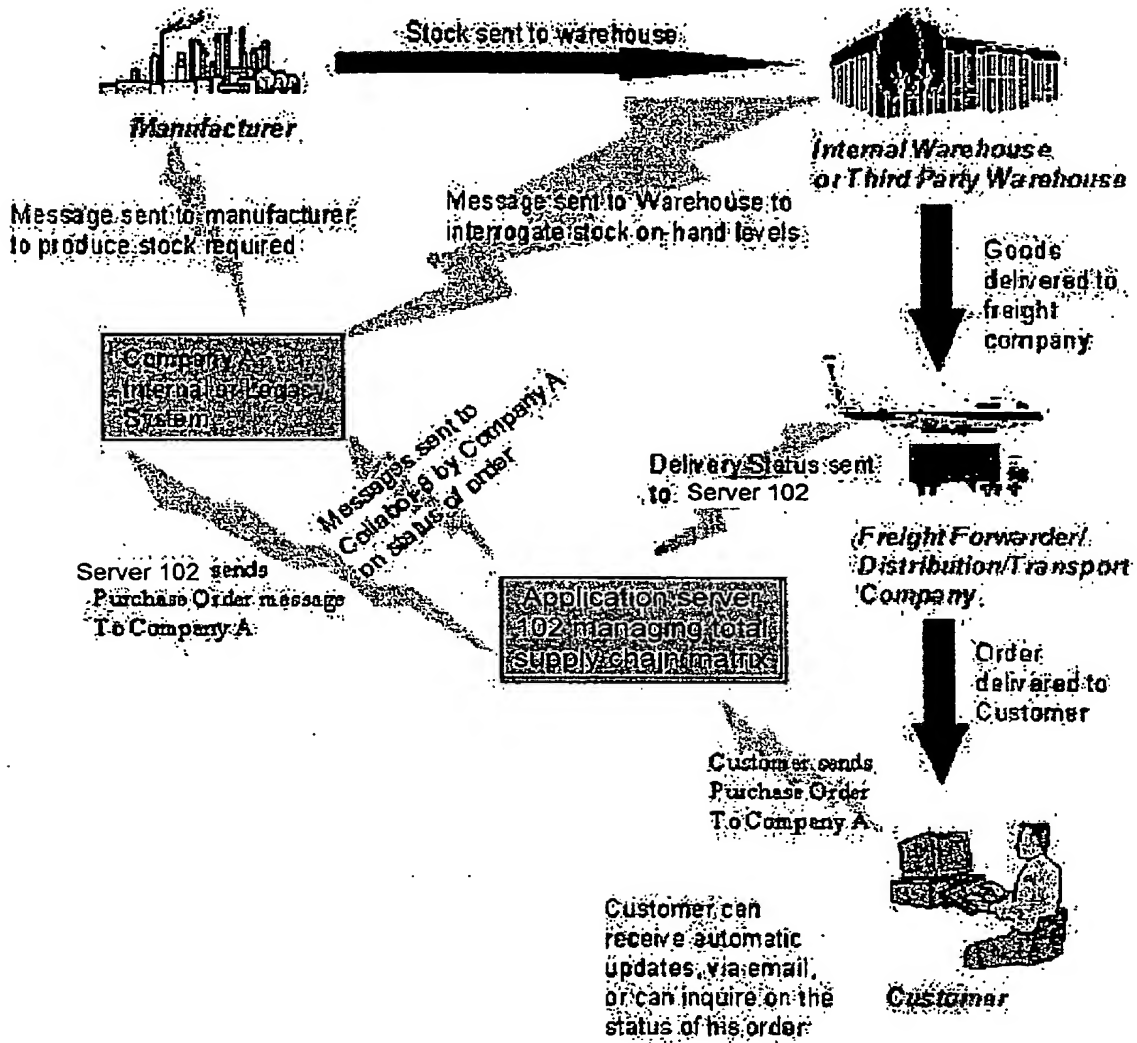 Stock sent to warehouse
Manufacturer
Internal Warehouse
or Third Party Warehouse
Message sent to manufacturer
to produce stock required
Message sent to Warehouse to
interrogate stock on-hand levels
Goods
delivered to
freight
company
Company A
Internal or Legacy
System
Messages sent to
Collabor8 by Company A
on status of order
Delivery Status sent
to: Server 102
Freight Forwarder/
Distribution/Transport
Company
Server 102 sends
Purchase Order message
To Company A
Application server
102 managing total
supply chain matrix
Order
delivered to
Customer
Customer sends
Purchase Order
To Company A
Customer can
receive automatic
updates, via email,
or can inquire on the
status of his order
Customer